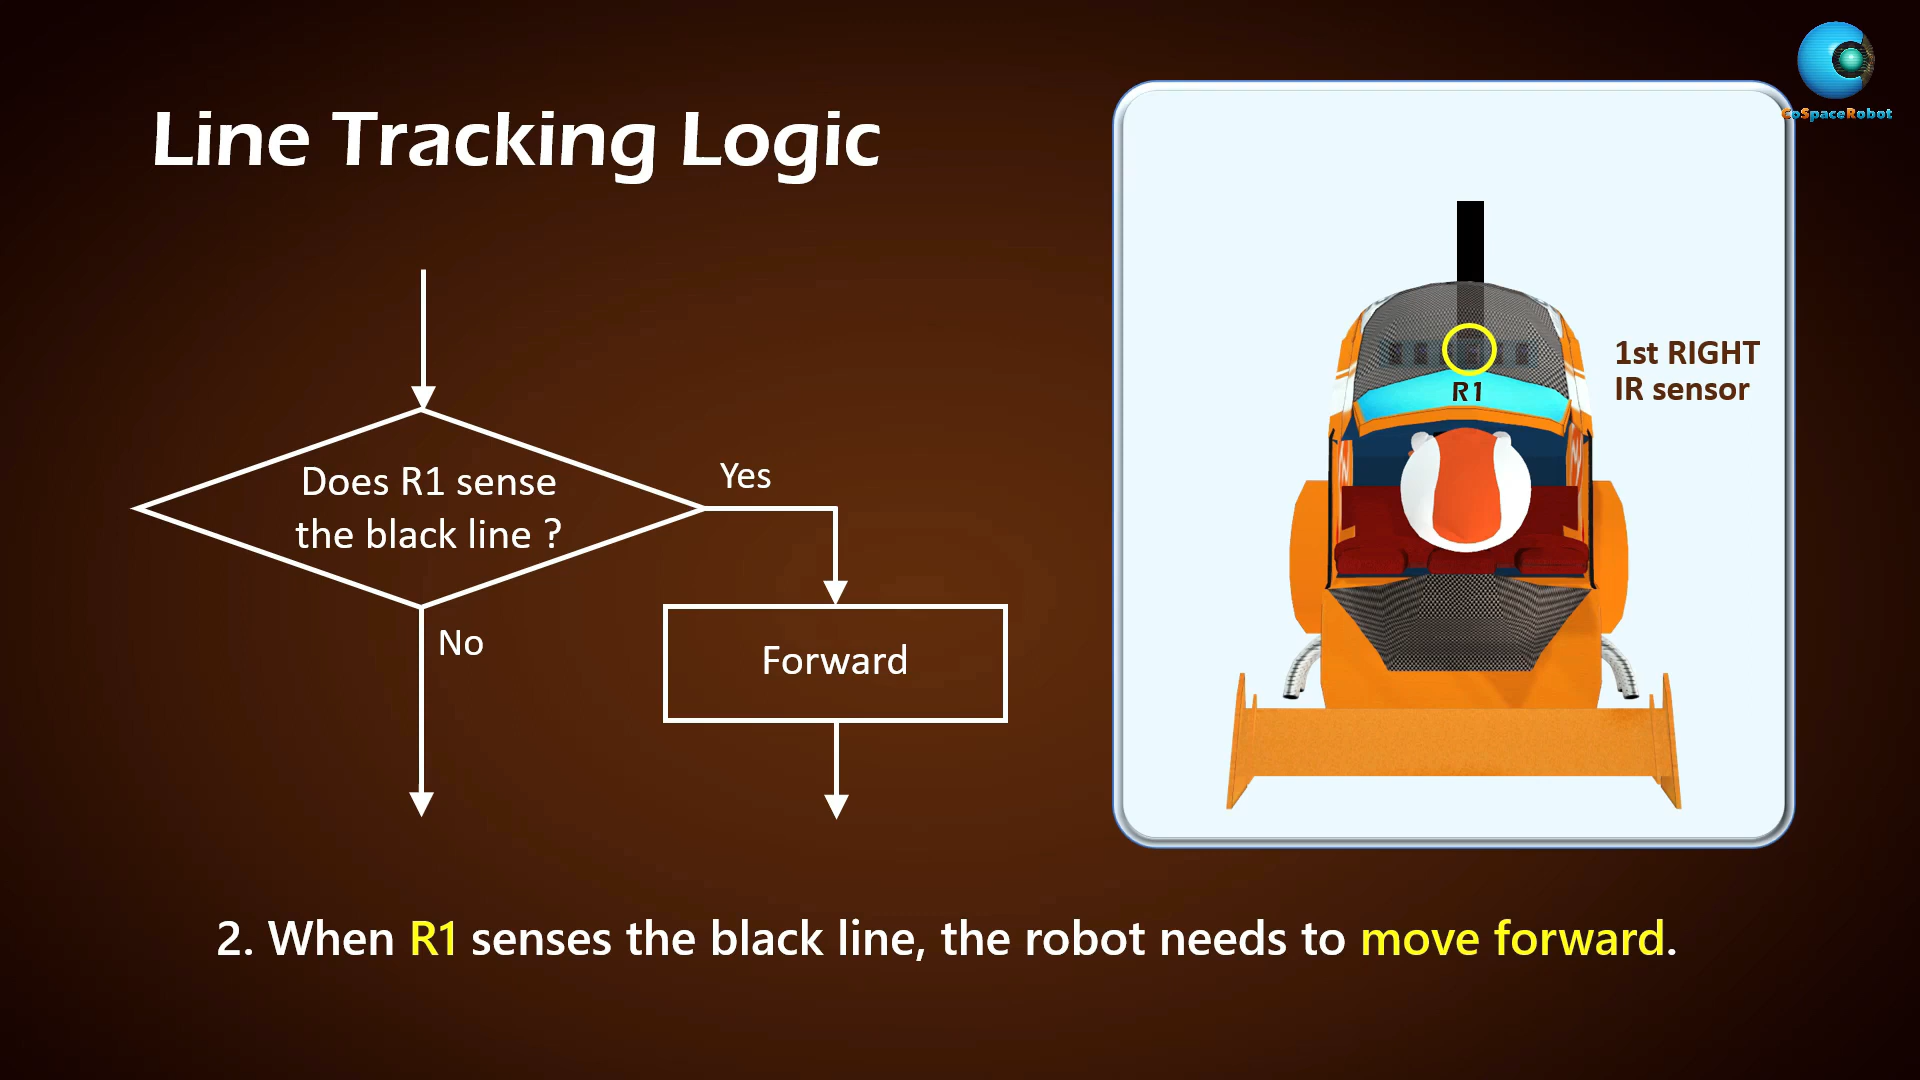 CoSpaceRobot
Line Tracking Logic
Does R1 sense
the black line ?
Yes
No
Forward
R1
1st RIGHT
IR sensor
2. When R1 senses the black line, the robot needs to move forward.